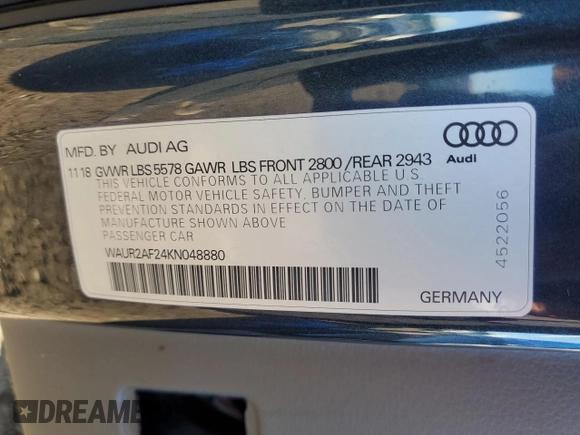 MFD. BY AUDI AG
Audi
11 18 GVWR LBS 5578 GAWR LBS FRONT 2800 /REAR 2943
THIS VEHICLE CONFORMS TO ALL APPLICABLE U.S.
FEDERAL MOTOR VEHICLE SAFETY, BUMPER AND THEFT
PREVENTION STANDARDS IN EFFECT ON THE DATE OF
MANUFACTURE SHOWN ABOVE
PASSENGER CAR
WAUR2AF24KN048880
GERMANY
4522056